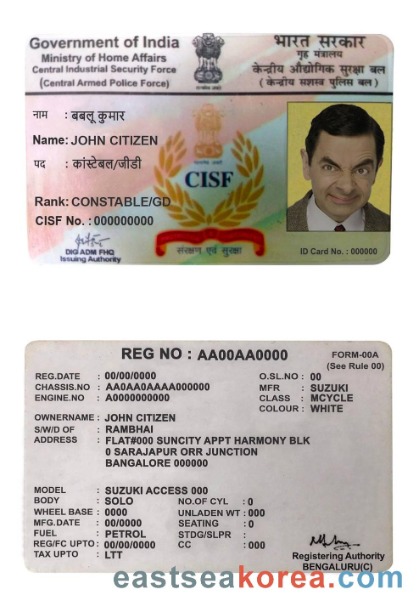 Government of India
Ministry of Home Affairs
Central Industrial Security Force
(Central Armed Police Force)
भारत सरकार
गृह मंत्रालय
केन्द्रीय औद्योगिक सुरक्षा बल
( केन्द्रीय सशस्त्र पुलिस बल )
नाम : बबलू कुमार
Name: JOHN CITIZEN
पद : कांस्टेबल/जीडी
CISF
Rank: CONSTABLE/GD
CISF No. : 000000000
DIG ADM FHQ
Issuing Authority
संरक्षण एवं सुरक्षा
ID Card No. : 000000
REG NO : AA00AA0000
FORM-00A
(See Rule 00)
REG.DATE : 00/00/0000 O.SL.NO : 00
CHASSIS.NO : AA0AA0AAAA000000 MFR : SUZUKI
ENGINE.NO : A0000000000 CLASS : MCYCLE
COLOUR : WHITE
OWNERNAME : JOHN CITIZEN
S/W/D OF : RAMBHAI
ADDRESS : FLAT#000 SUNCITY APPT HARMONY BLK
0 SARAJAPUR ORR JUNCTION
BANGALORE 000000
MODEL : SUZUKI ACCESS 000
BODY : SOLO NO.OF CYL : 0
WHEEL BASE : 0000 UNLADEN WT : 000
MFG.DATE : 00/0000 SEATING : 0
FUEL : PETROL STDG/SLPR :
REG/FC UPTO : 00/00/0000 CC : 000
TAX UPTO : LTT
Registering Authority
BENGALURU(C)
eastseakorea.com